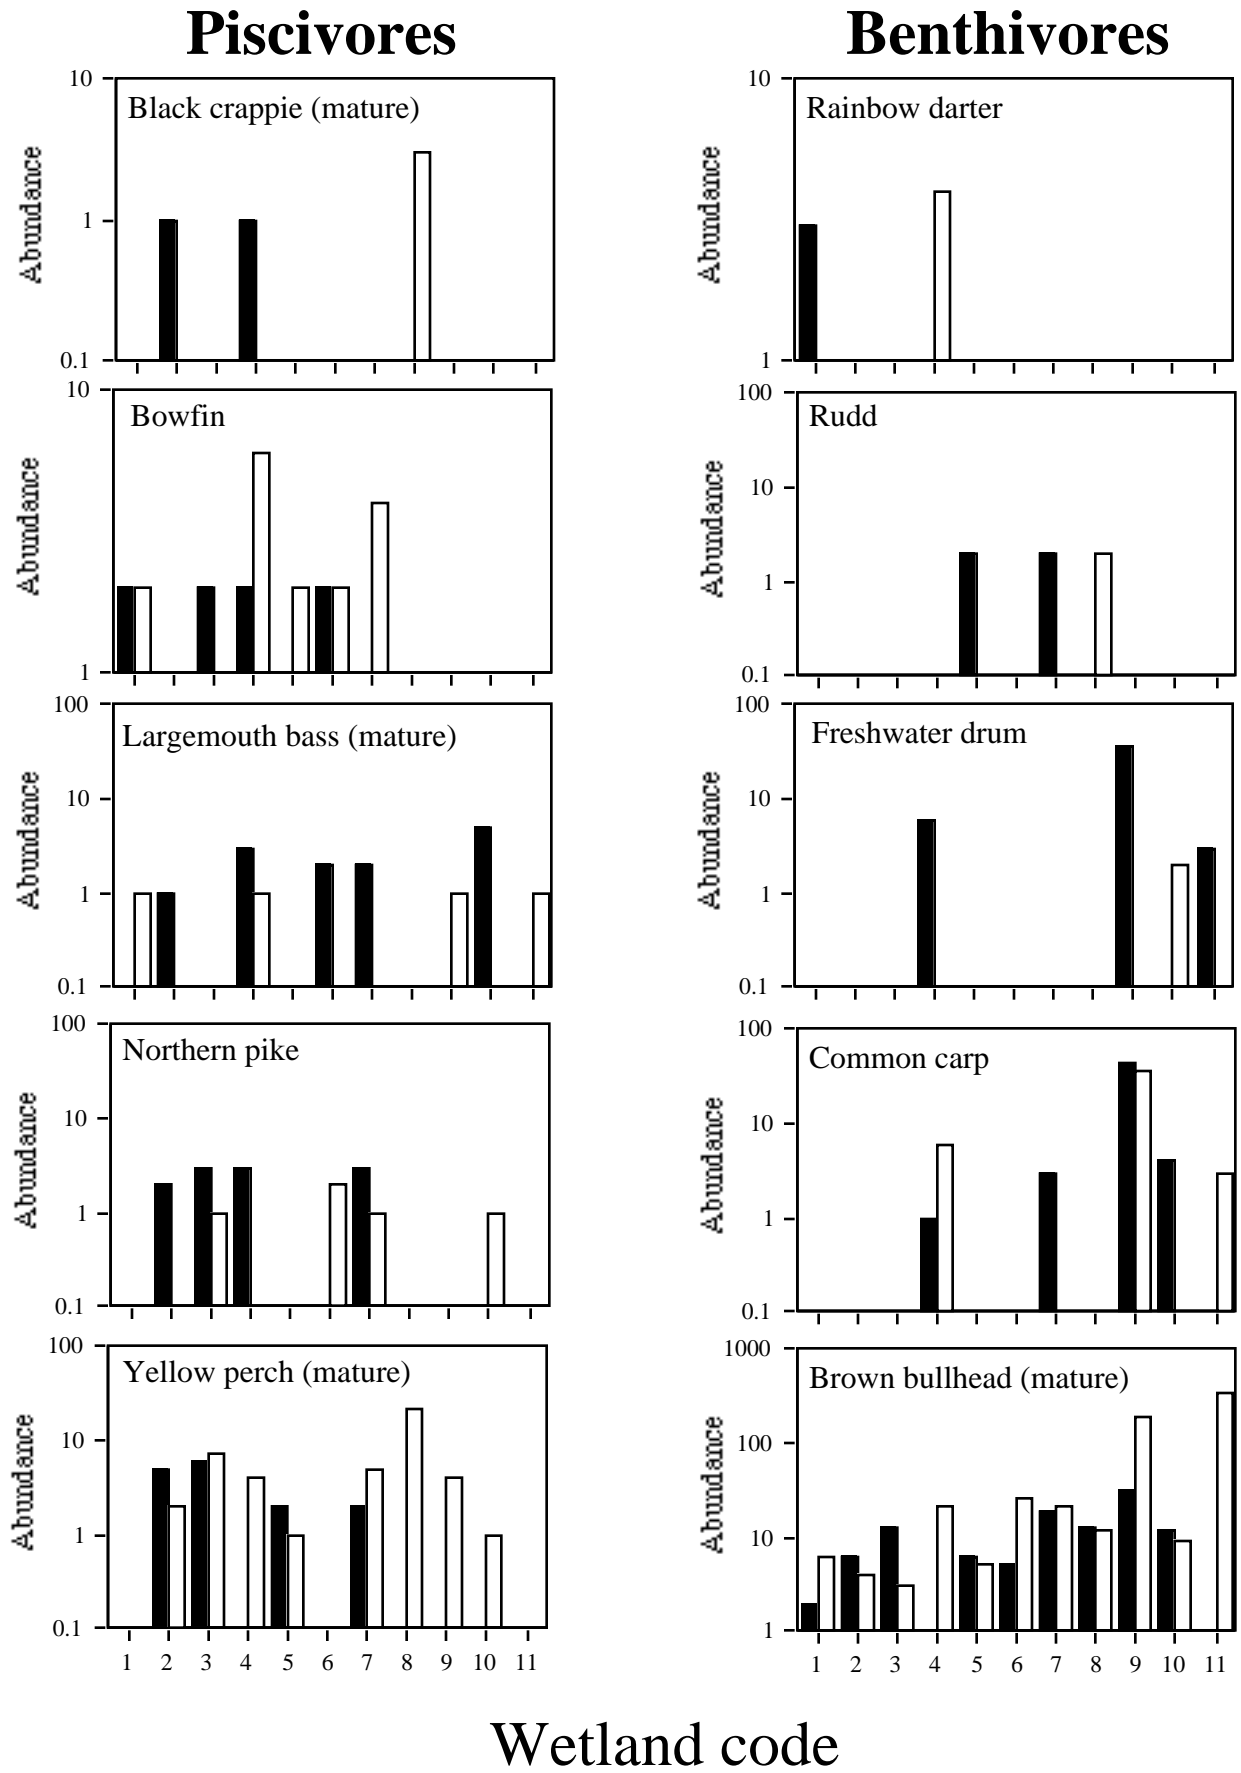 Piscivores
Benthivores
Black crappie (mature)
Abundance
10
1
0.1
Rainbow darter
Abundance
10
1
Bowfin
Abundance
10
1
Rudd
Abundance
100
10
1
0.1
Largemouth bass (mature)
Abundance
100
10
1
0.1
Freshwater drum
Abundance
100
10
1
0.1
Northern pike
Abundance
100
10
1
0.1
Common carp
Abundance
100
10
1
0.1
Yellow perch (mature)
Abundance
100
10
1
0.1
1 2 3 4 5 6 7 8 9 10 11
Brown bullhead (mature)
Abundance
1000
100
10
1
1 2 3 4 5 6 7 8 9 10 11
Wetland code